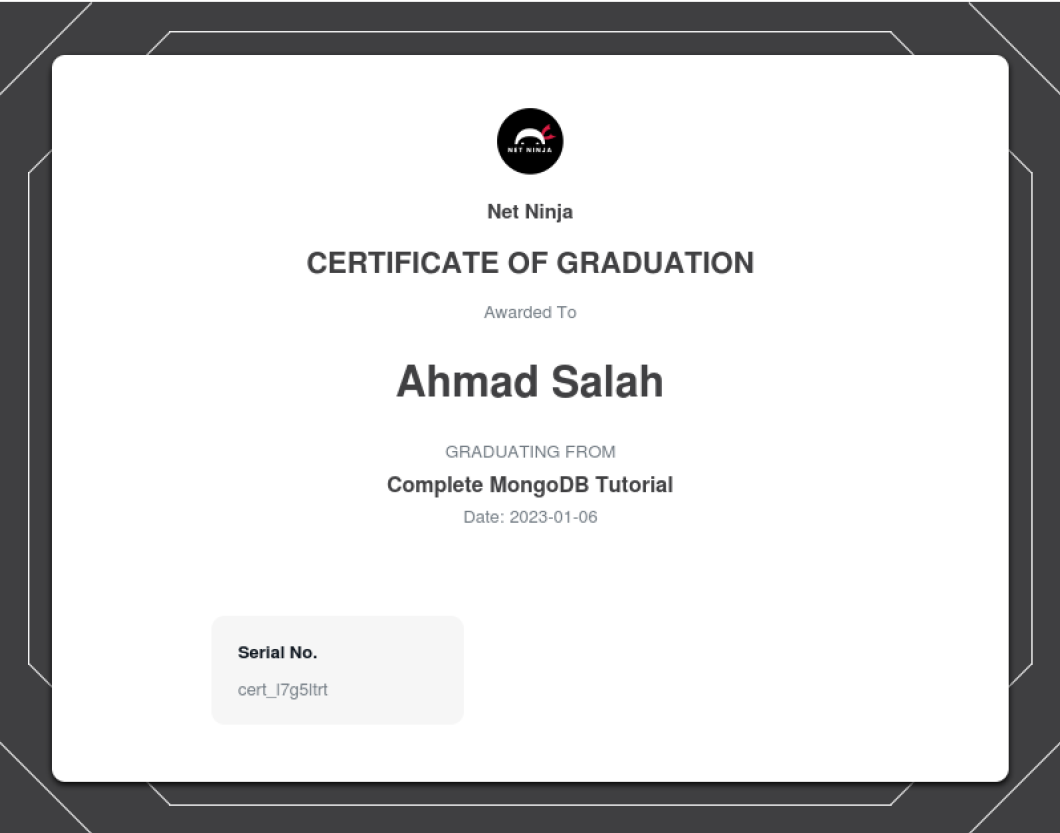 NET NINJA
Net Ninja
CERTIFICATE OF GRADUATION
Awarded To
Ahmad Salah
GRADUATING FROM
Complete MongoDB Tutorial
Date: 2023-01-06
Serial No.
cert_l7g5ltrt